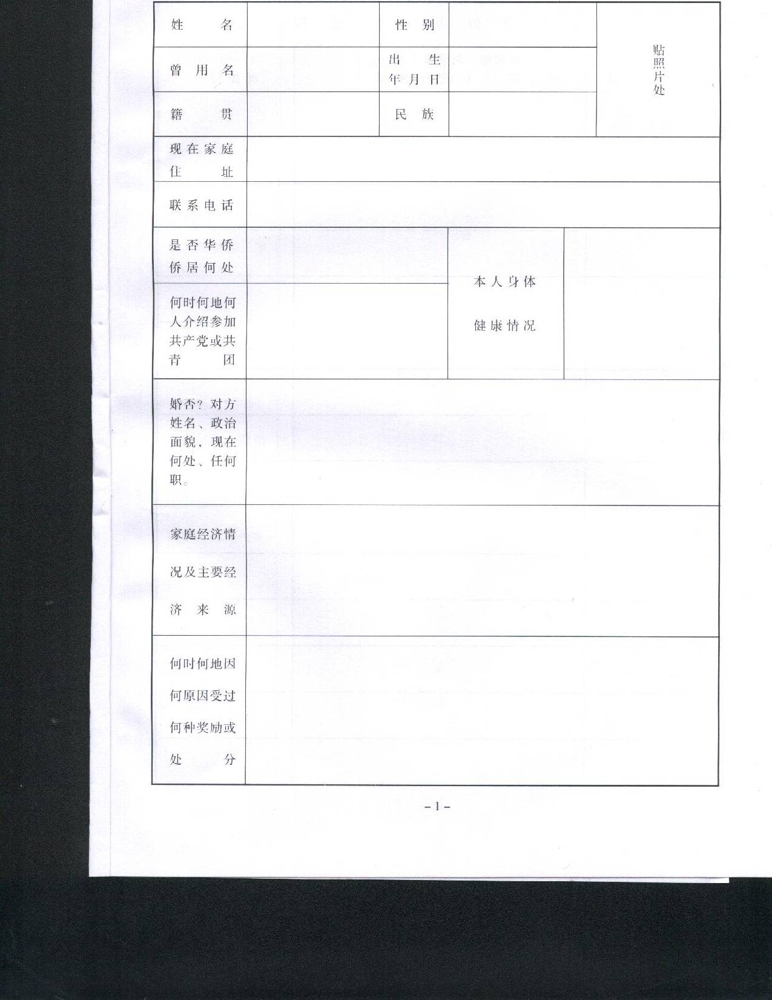 姓 名 性 别
贴照片处
曾 用 名
出 生
年 月 日
籍 贯 民 族
现 在 家 庭
住 址
联 系 电 话
是 否 华 侨
侨 居 何 处
本 人 身 体
健 康 情 况
何时何地何
人介绍参加
共产党或共
青 团
婚否？对方
姓名、政治
面貌，现在
何处、任何
职。
家庭经济情
况及主要经
济 来 源
何时何地因
何原因受过
何种奖励或
处 分
– 1 –